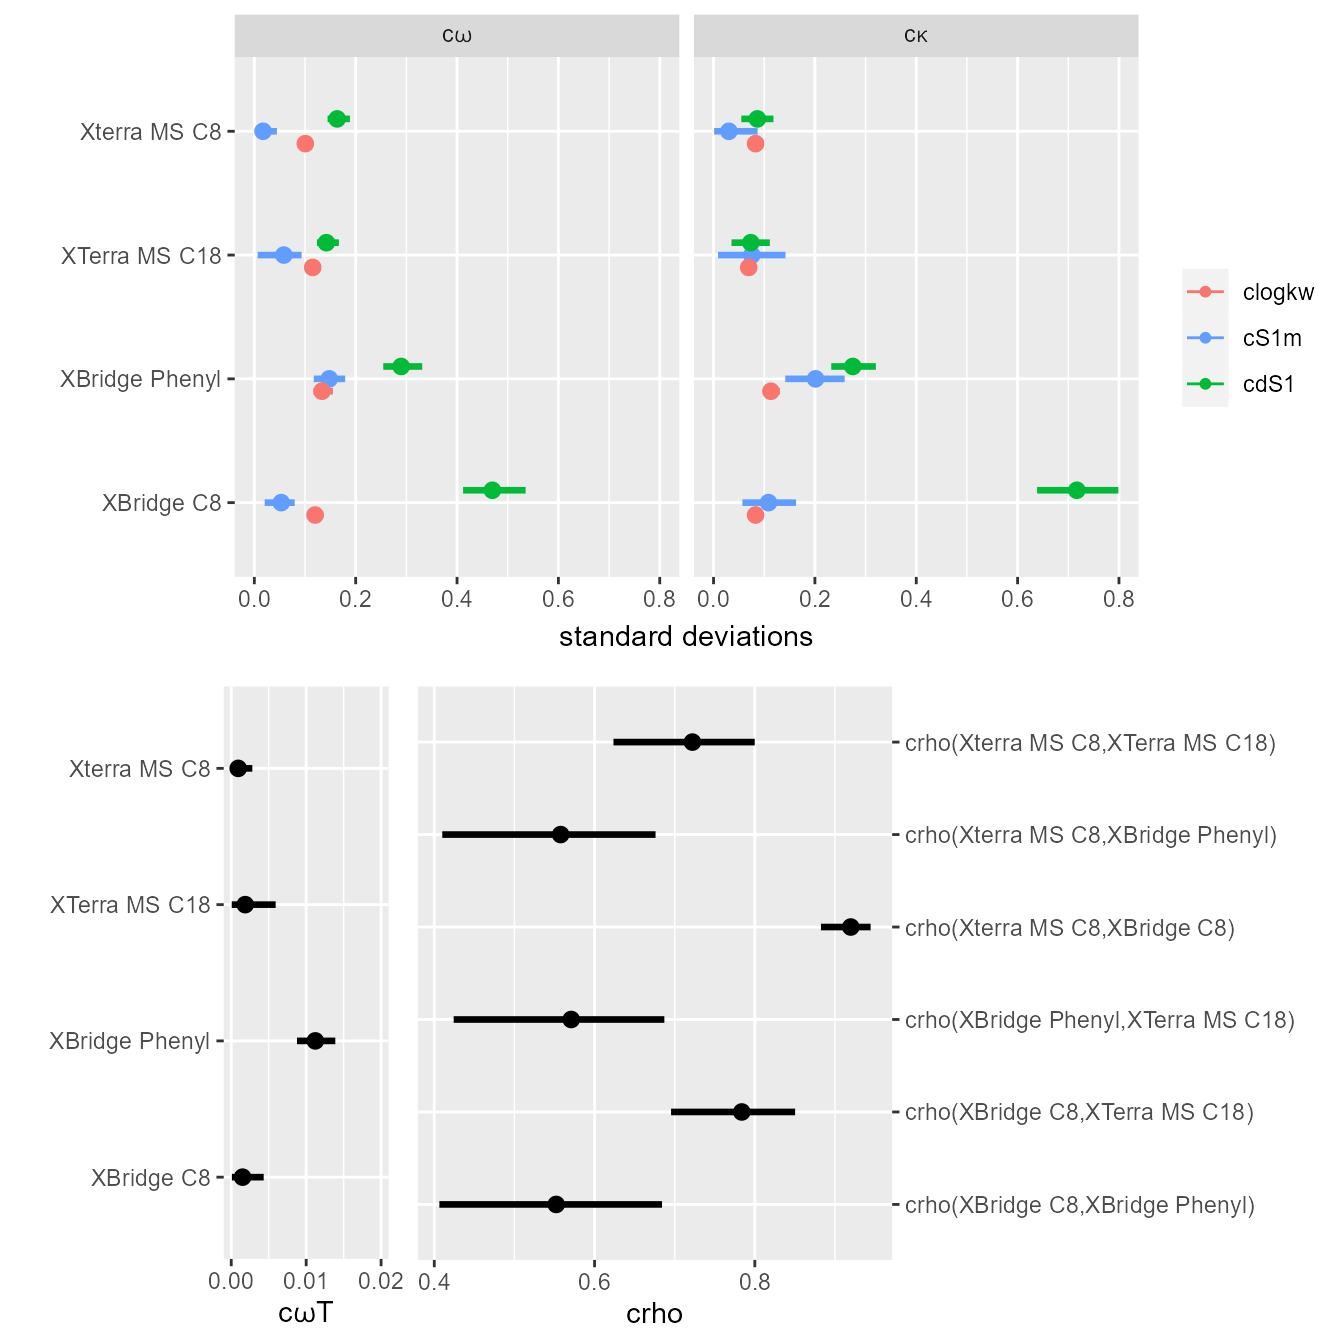 cω cκ
Xterra MS C8
XTerra MS C18
XBridge Phenyl
XBridge C8
0.0 0.2 0.4 0.6 0.8 0.0 0.2 0.4 0.6 0.8
standard deviations
clogkw
cS1m
cdS1
Xterra MS C8
XTerra MS C18
XBridge Phenyl
XBridge C8
0.00 0.01 0.02
cωT
crho(Xterra MS C8,XTerra MS C18)
crho(Xterra MS C8,XBridge Phenyl)
crho(Xterra MS C8,XBridge C8)
crho(XBridge Phenyl,XTerra MS C18)
crho(XBridge C8,XTerra MS C18)
crho(XBridge C8,XBridge Phenyl)
0.4 0.6 0.8
crho